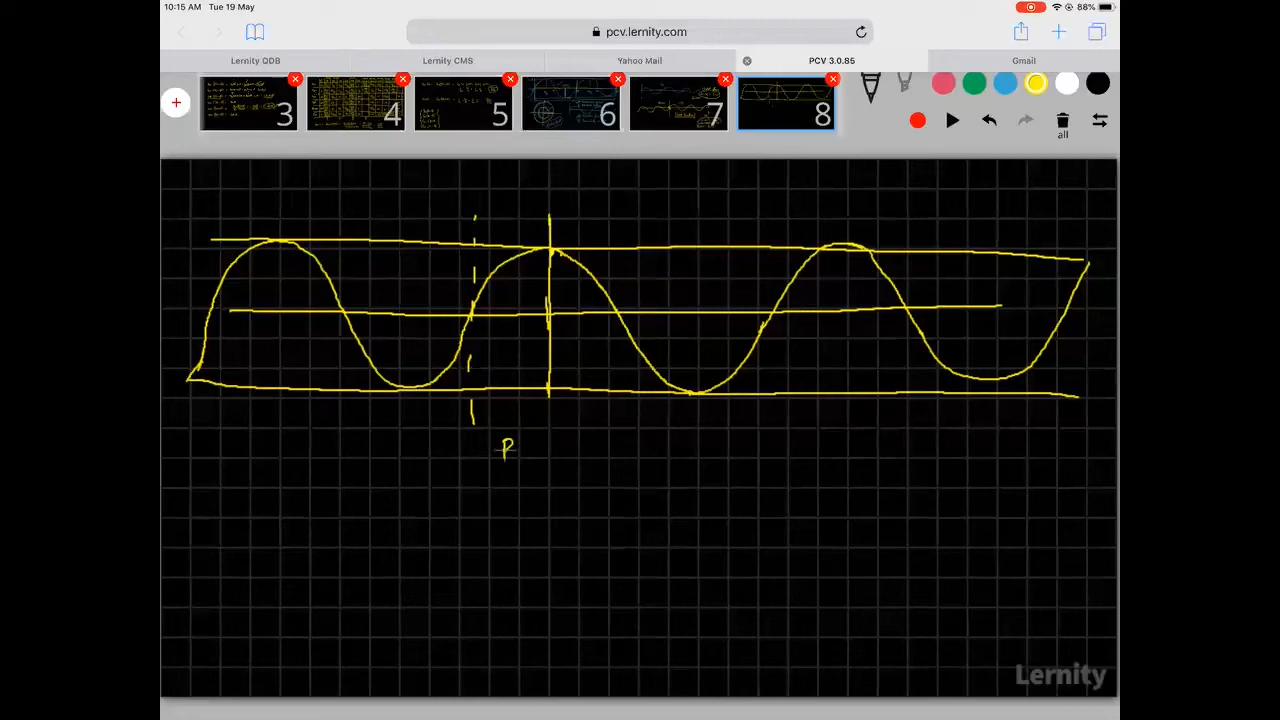 10:15 AM Tue 19 May
88%
pcv.lernity.com
Lernity QDB
Lernity CMS
Yahoo Mail
PCV 3.0.85
Gmail
3
4
5
6
7
8
all
P
Lernity